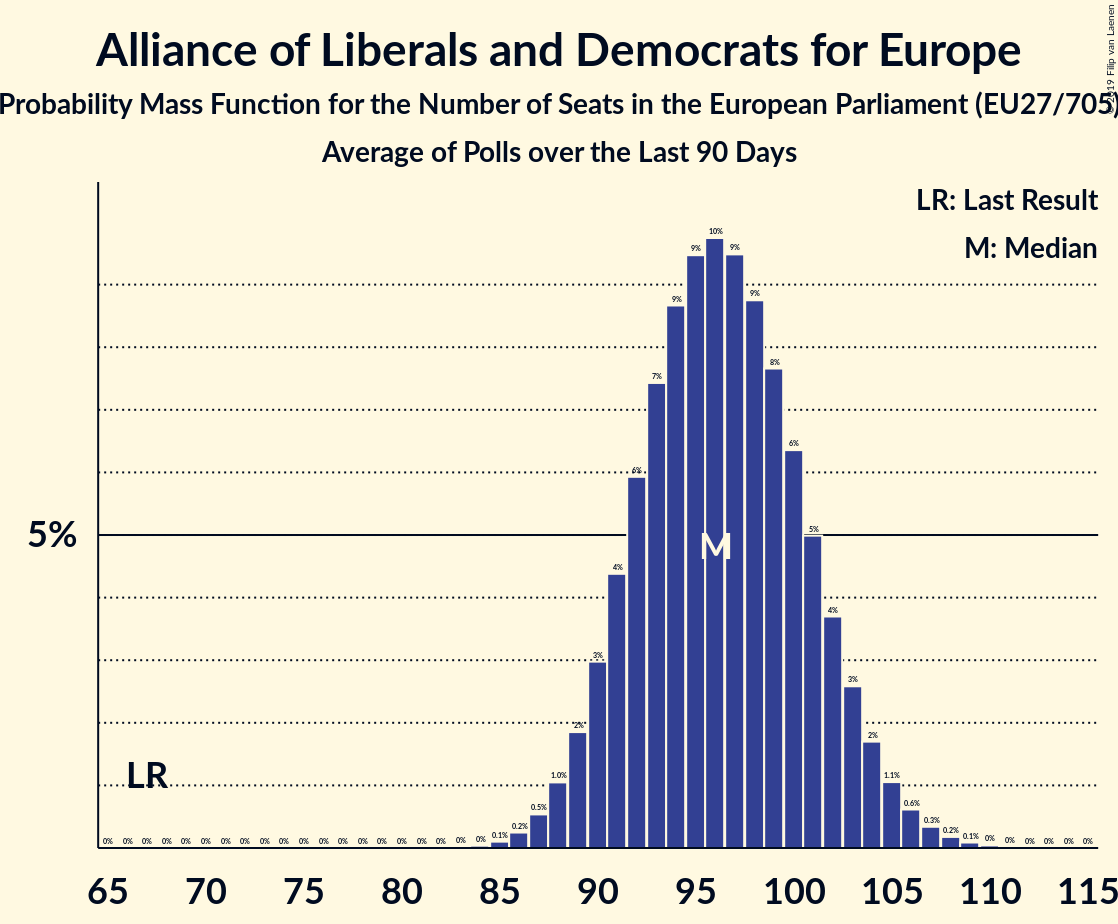 Alliance of Liberals and Democrats for Europe
Probability Mass Function for the Number of Seats in the European Parliament (EU27/705)
Average of Polls over the Last 90 Days
© 2019 Filip van Laenen
LR: Last Result
M: Median
5%
LR
M
0% 0% 0% 0% 0% 0% 0% 0% 0% 0% 0% 0% 0% 0% 0% 0% 0% 0% 0% 0% 0.1% 0.2% 0.5% 1.0% 2% 3% 4% 6% 7% 9% 9% 10% 9% 9% 8% 6% 5% 4% 3% 2% 1.1% 0.6% 0.3% 0.2% 0.1% 0% 0% 0% 0% 0% 0%
65 70 75 80 85 90 95 100 105 110 115